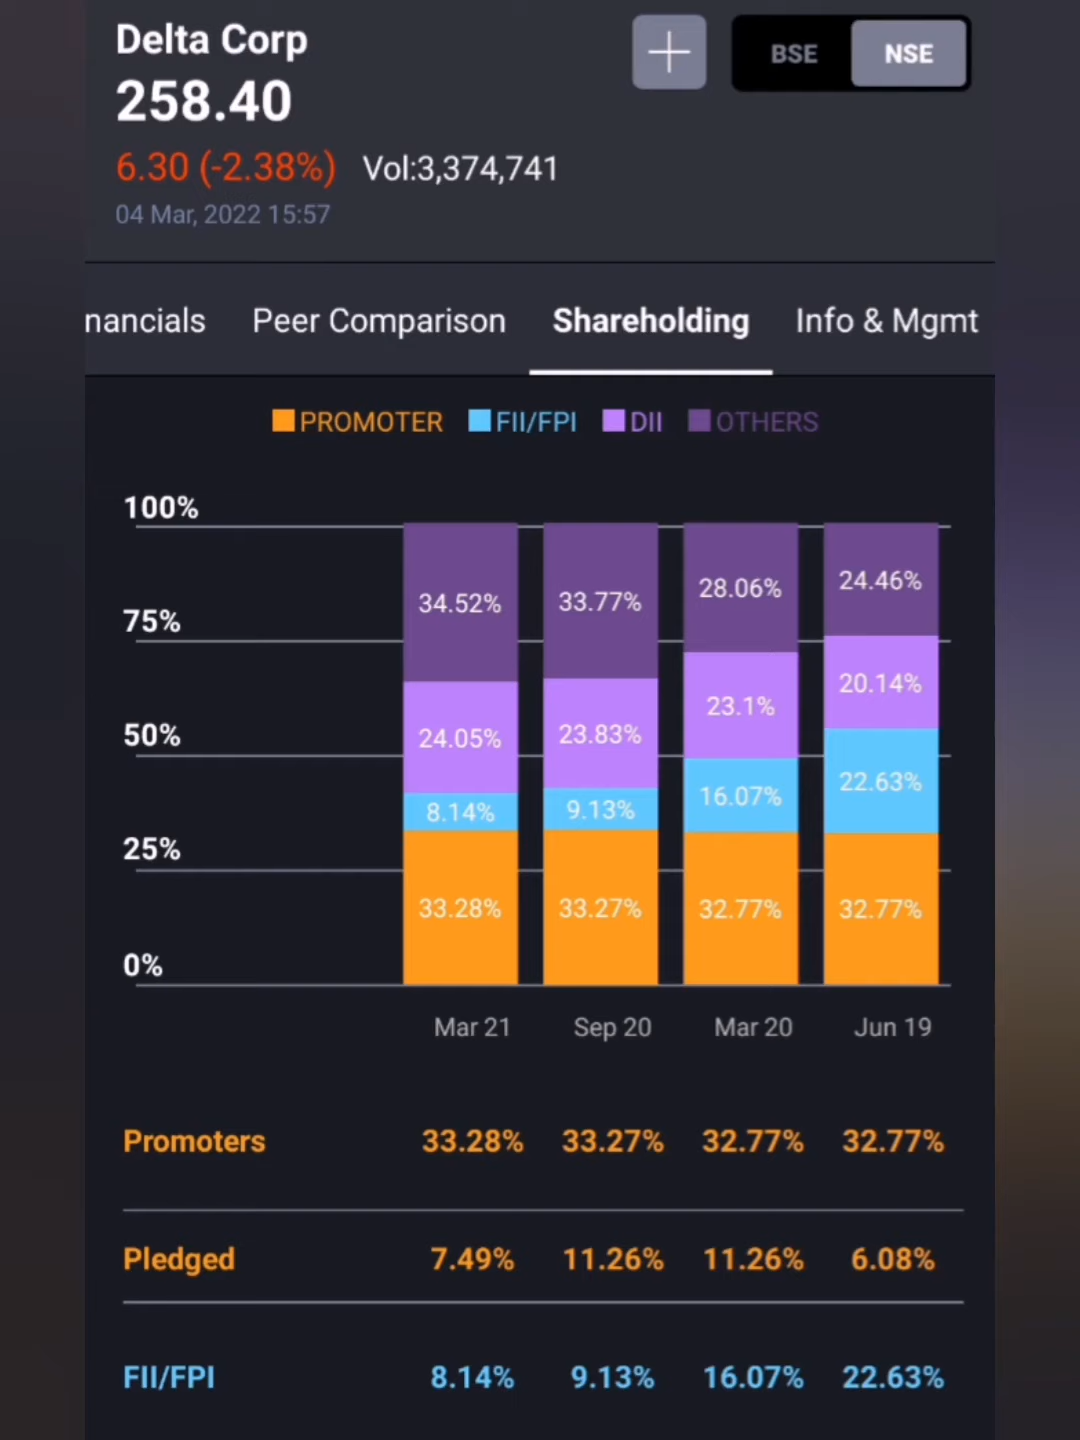 Delta Corp
BSE NSE
258.40
6.30 (-2.38%) Vol:3,374,741
04 Mar, 2022 15:57
nancials Peer Comparison Shareholding Info & Mgmt
PROMOTER FII/FPI DII OTHERS
100%
34.52% 33.77% 28.06% 24.46%
75%
24.05% 23.83% 23.1% 20.14%
50%
8.14% 9.13% 16.07% 22.63%
25%
33.28% 33.27% 32.77% 32.77%
0%
Mar 21 Sep 20 Mar 20 Jun 19
Promoters 33.28% 33.27% 32.77% 32.77%
Pledged 7.49% 11.26% 11.26% 6.08%
FII/FPI 8.14% 9.13% 16.07% 22.63%